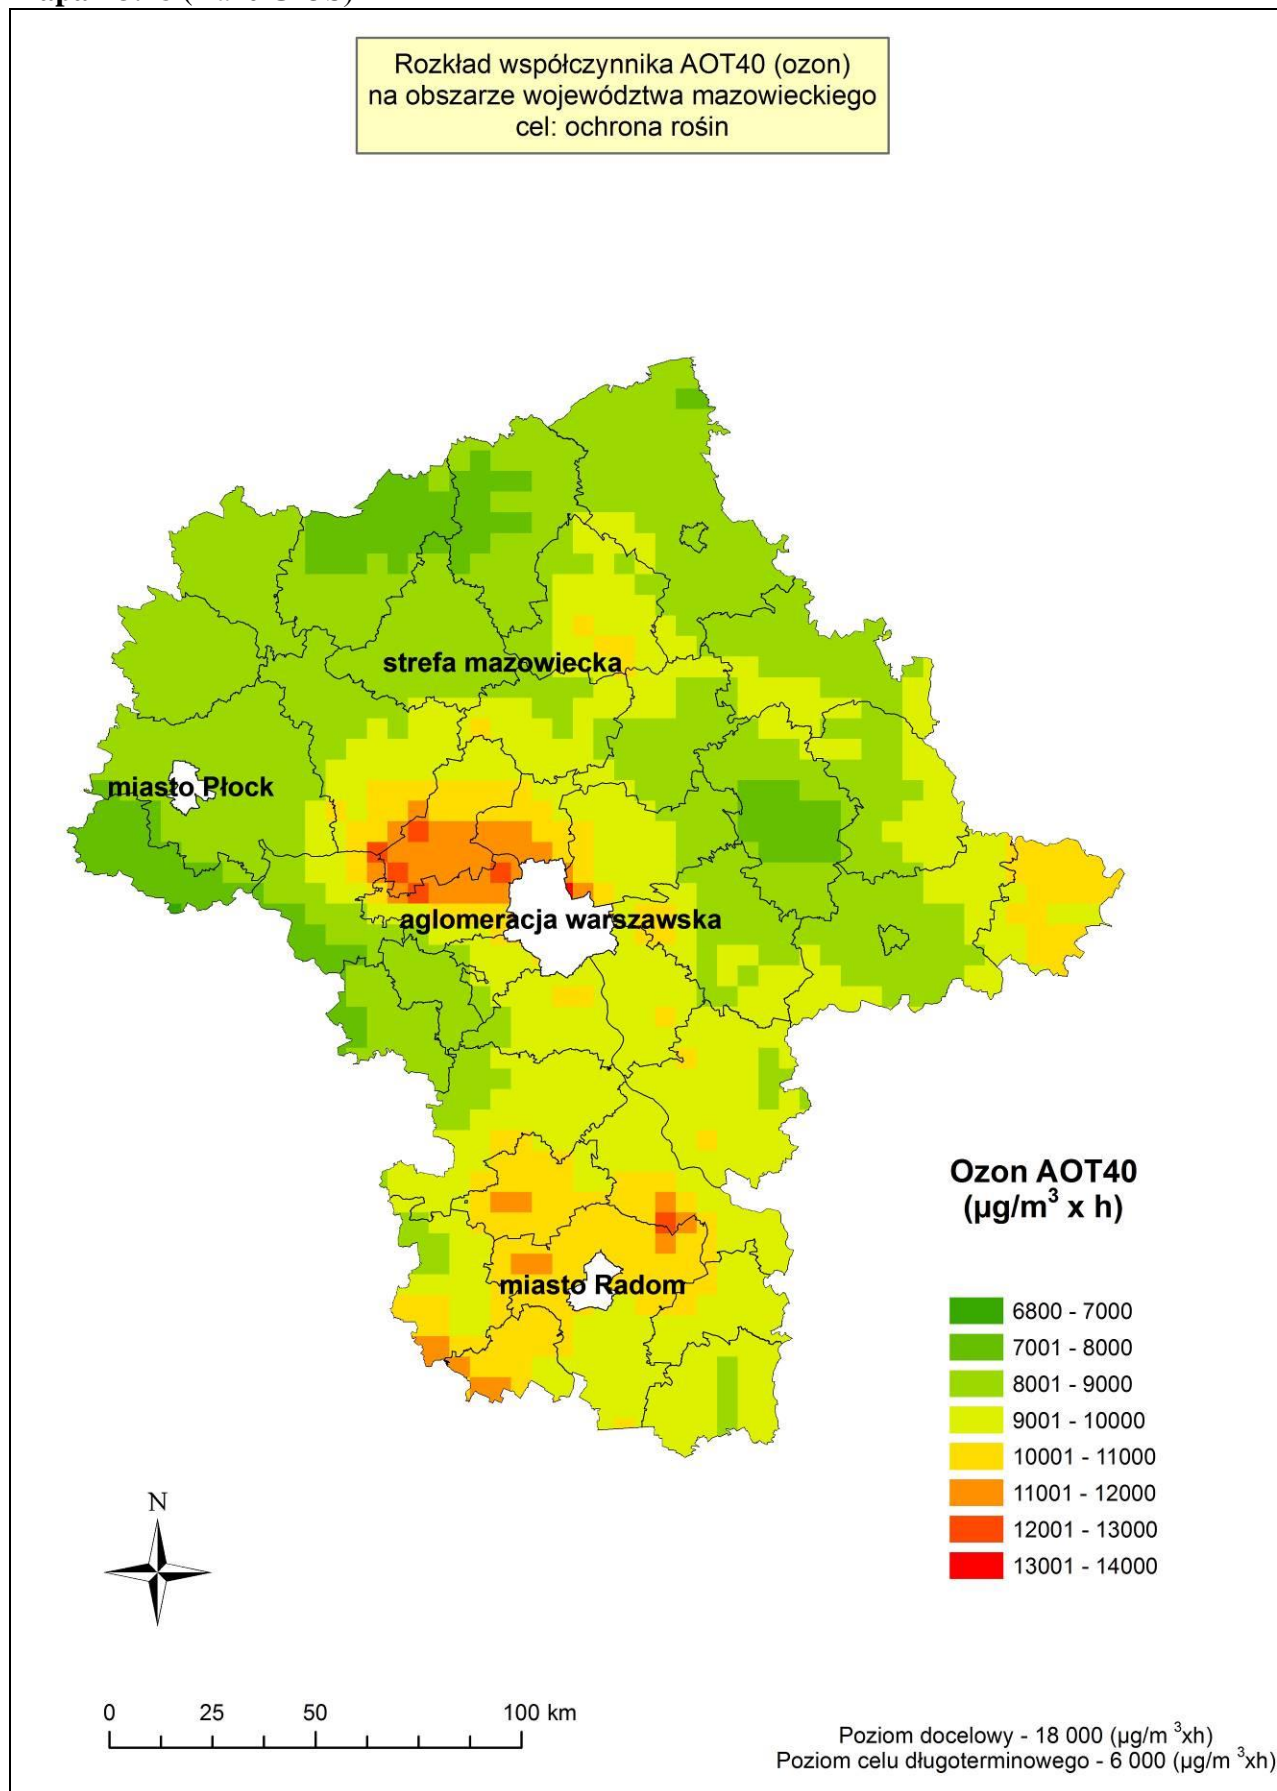 Rozkład współczynnika AOT40 (ozon)
na obszarze województwa mazowieckiego
cel: ochrona rośin
strefa mazowiecka
miasto Płock
aglomeracja warszawska
miasto Radom
Ozon AOT40
(µg/m³ x h)
6800 - 7000
7001 - 8000
8001 - 9000
9001 - 10000
10001 - 11000
11001 - 12000
12001 - 13000
13001 - 14000
N
0 25 50 100 km
Poziom docelowy - 18 000 (µg/m ³xh)
Poziom celu długoterminowego - 6 000 (µg/m ³xh)